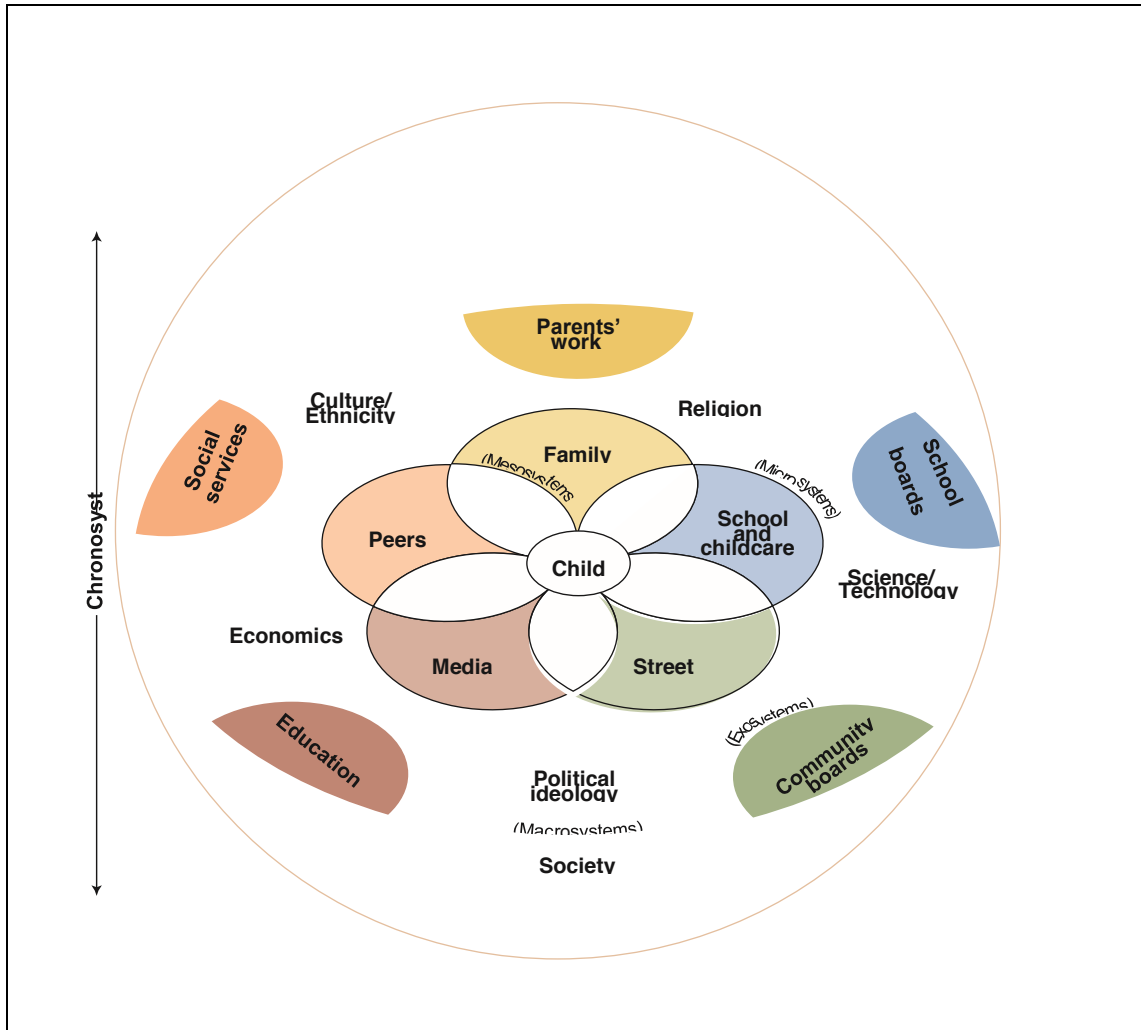 Parents’
work
Culture/
Ethnicity
Religion
Social
services
School
boards
Family
(Mesosystems
(Microsystems)
Peers
School
and
childcare
Child
Science/
Technology
Chronosyst
Economics
Media
Street
Education
(Exosystems)
Community
boards
Political
ideology
(Macrosystems)
Society